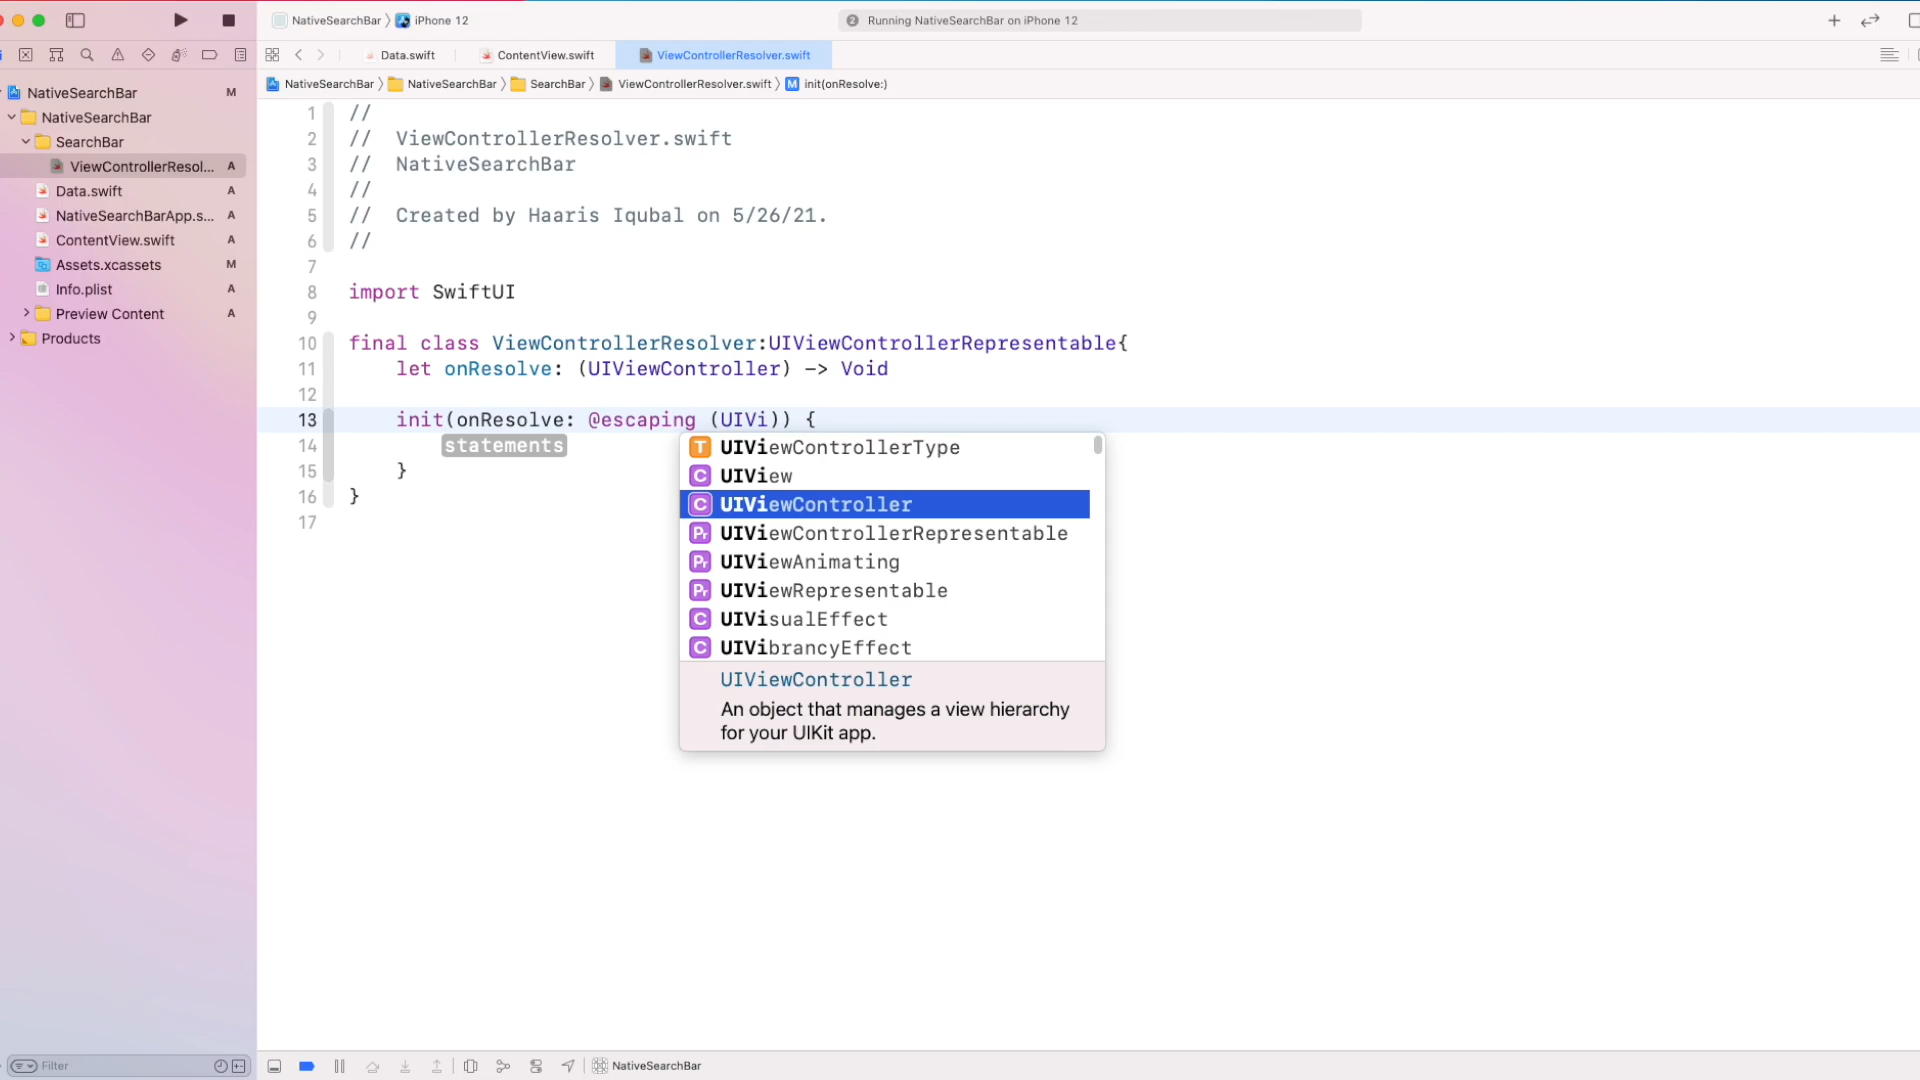 NativeSearchBar
iPhone 12
2
Running NativeSearchBar on iPhone 12
Data.swift
ContentView.swift
ViewControllerResolver.swift
NativeSearchBar
NativeSearchBar
SearchBar
ViewControllerResolver.swift
M
init(onResolve:)
NativeSearchBar
M
NativeSearchBar
SearchBar
ViewControllerResol...
A
Data.swift
A
NativeSearchBarApp.s...
A
ContentView.swift
A
Assets.xcassets
M
Info.plist
A
Preview Content
A
Products
1 //
2 // ViewControllerResolver.swift
3 // NativeSearchBar
4 //
5 // Created by Haaris Iqubal on 5/26/21.
6 //
7
8 import SwiftUI
9
10 final class ViewControllerResolver:UIViewControllerRepresentable{
11 let onResolve: (UIViewController) -> Void
12
13 init(onResolve: @escaping (UIVi)) {
14 statements
15 }
16 }
17
T UIViewControllerType
C UIView
C UIViewController
Pr UIViewControllerRepresentable
Pr UIViewAnimating
Pr UIViewRepresentable
C UIVisualEffect
C UIVibrancyEffect
UIViewController
An object that manages a view hierarchy
for your UIKit app.
Filter
NativeSearchBar